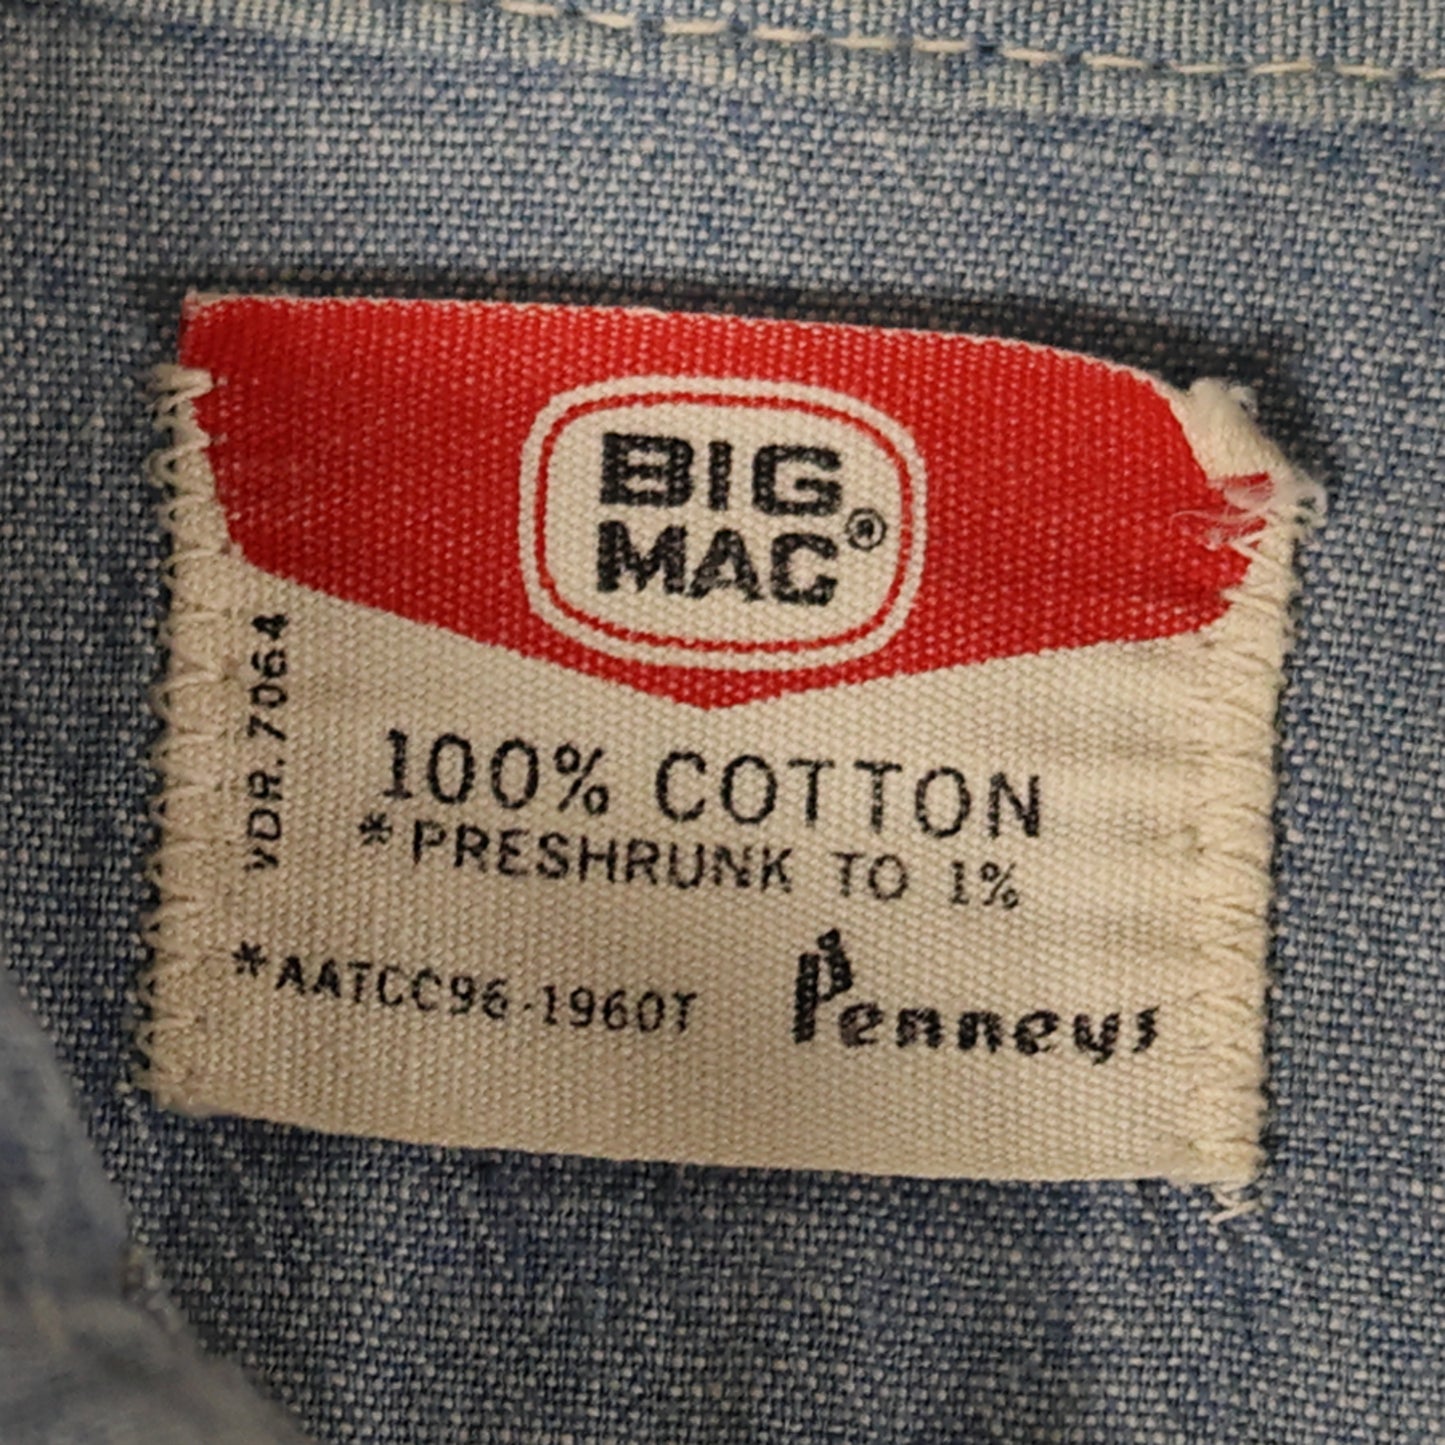 BIG
MAC®
VDR.7064
100% COTTON
*PRESHRUNK TO 1%
*AATCC96-1960T
Penneys